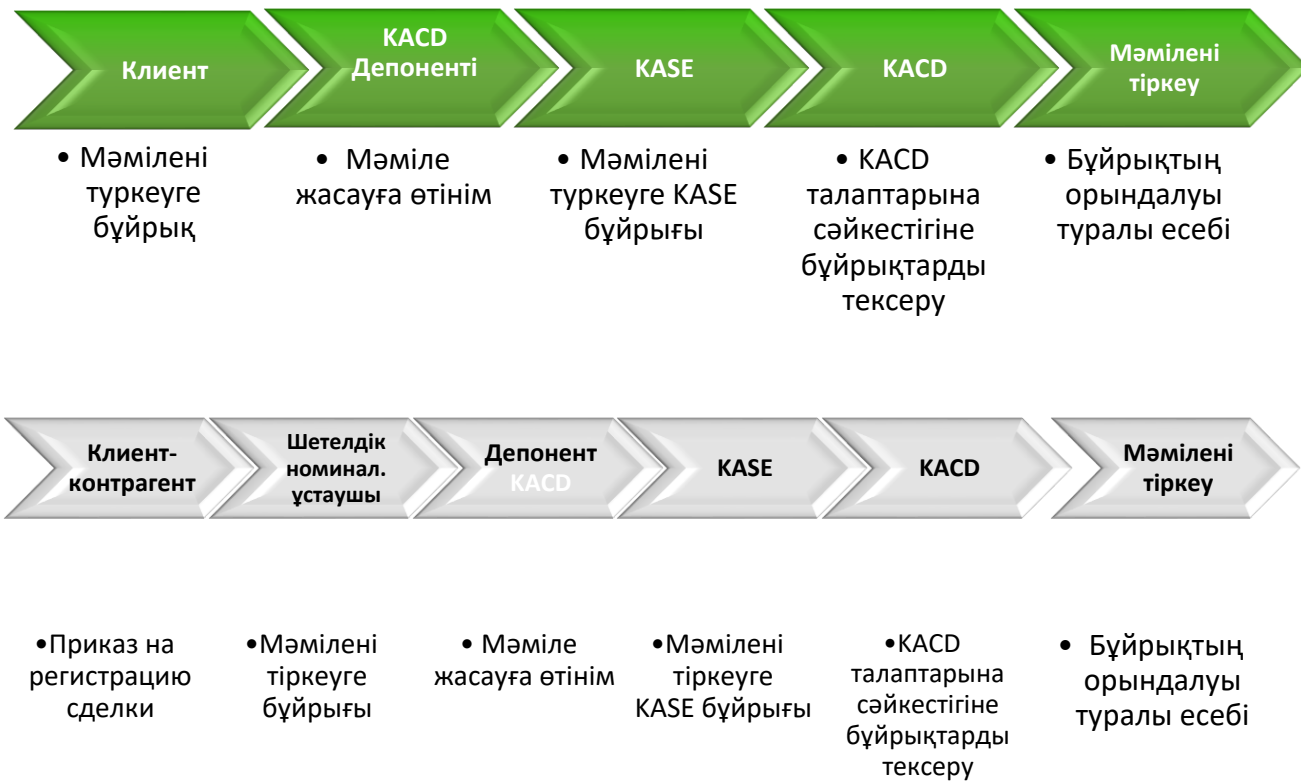 Клиент
KACD
Депоненті
KASE
KACD
Мәмілені
тіркеу
• Мәмілені
туркеуге
бұйрық
• Мәміле
жасауға өтінім
• Мәмілені
туркеуге KASE
бұйрығы
• KACD
талаптарына
сәйкестігіне
бұйрықтарды
тексеру
• Бұйрықтың
орындалуы
туралы есебі
Клиент-
контрагент
Шетелдік
номинал.
ұстаушы
Депонент
KACD
KASE
KACD
Мәмілені
тіркеу
•Приказ на
регистрацию
сделки
•Мәмілені
тіркеуге
бұйрығы
• Мәміле
жасауға өтінім
•Мәмілені
тіркеуге
KASE бұйрығы
•KACD
талаптарына
сәйкестігіне
бұйрықтарды
тексеру
• Бұйрықтың
орындалуы
туралы есебі